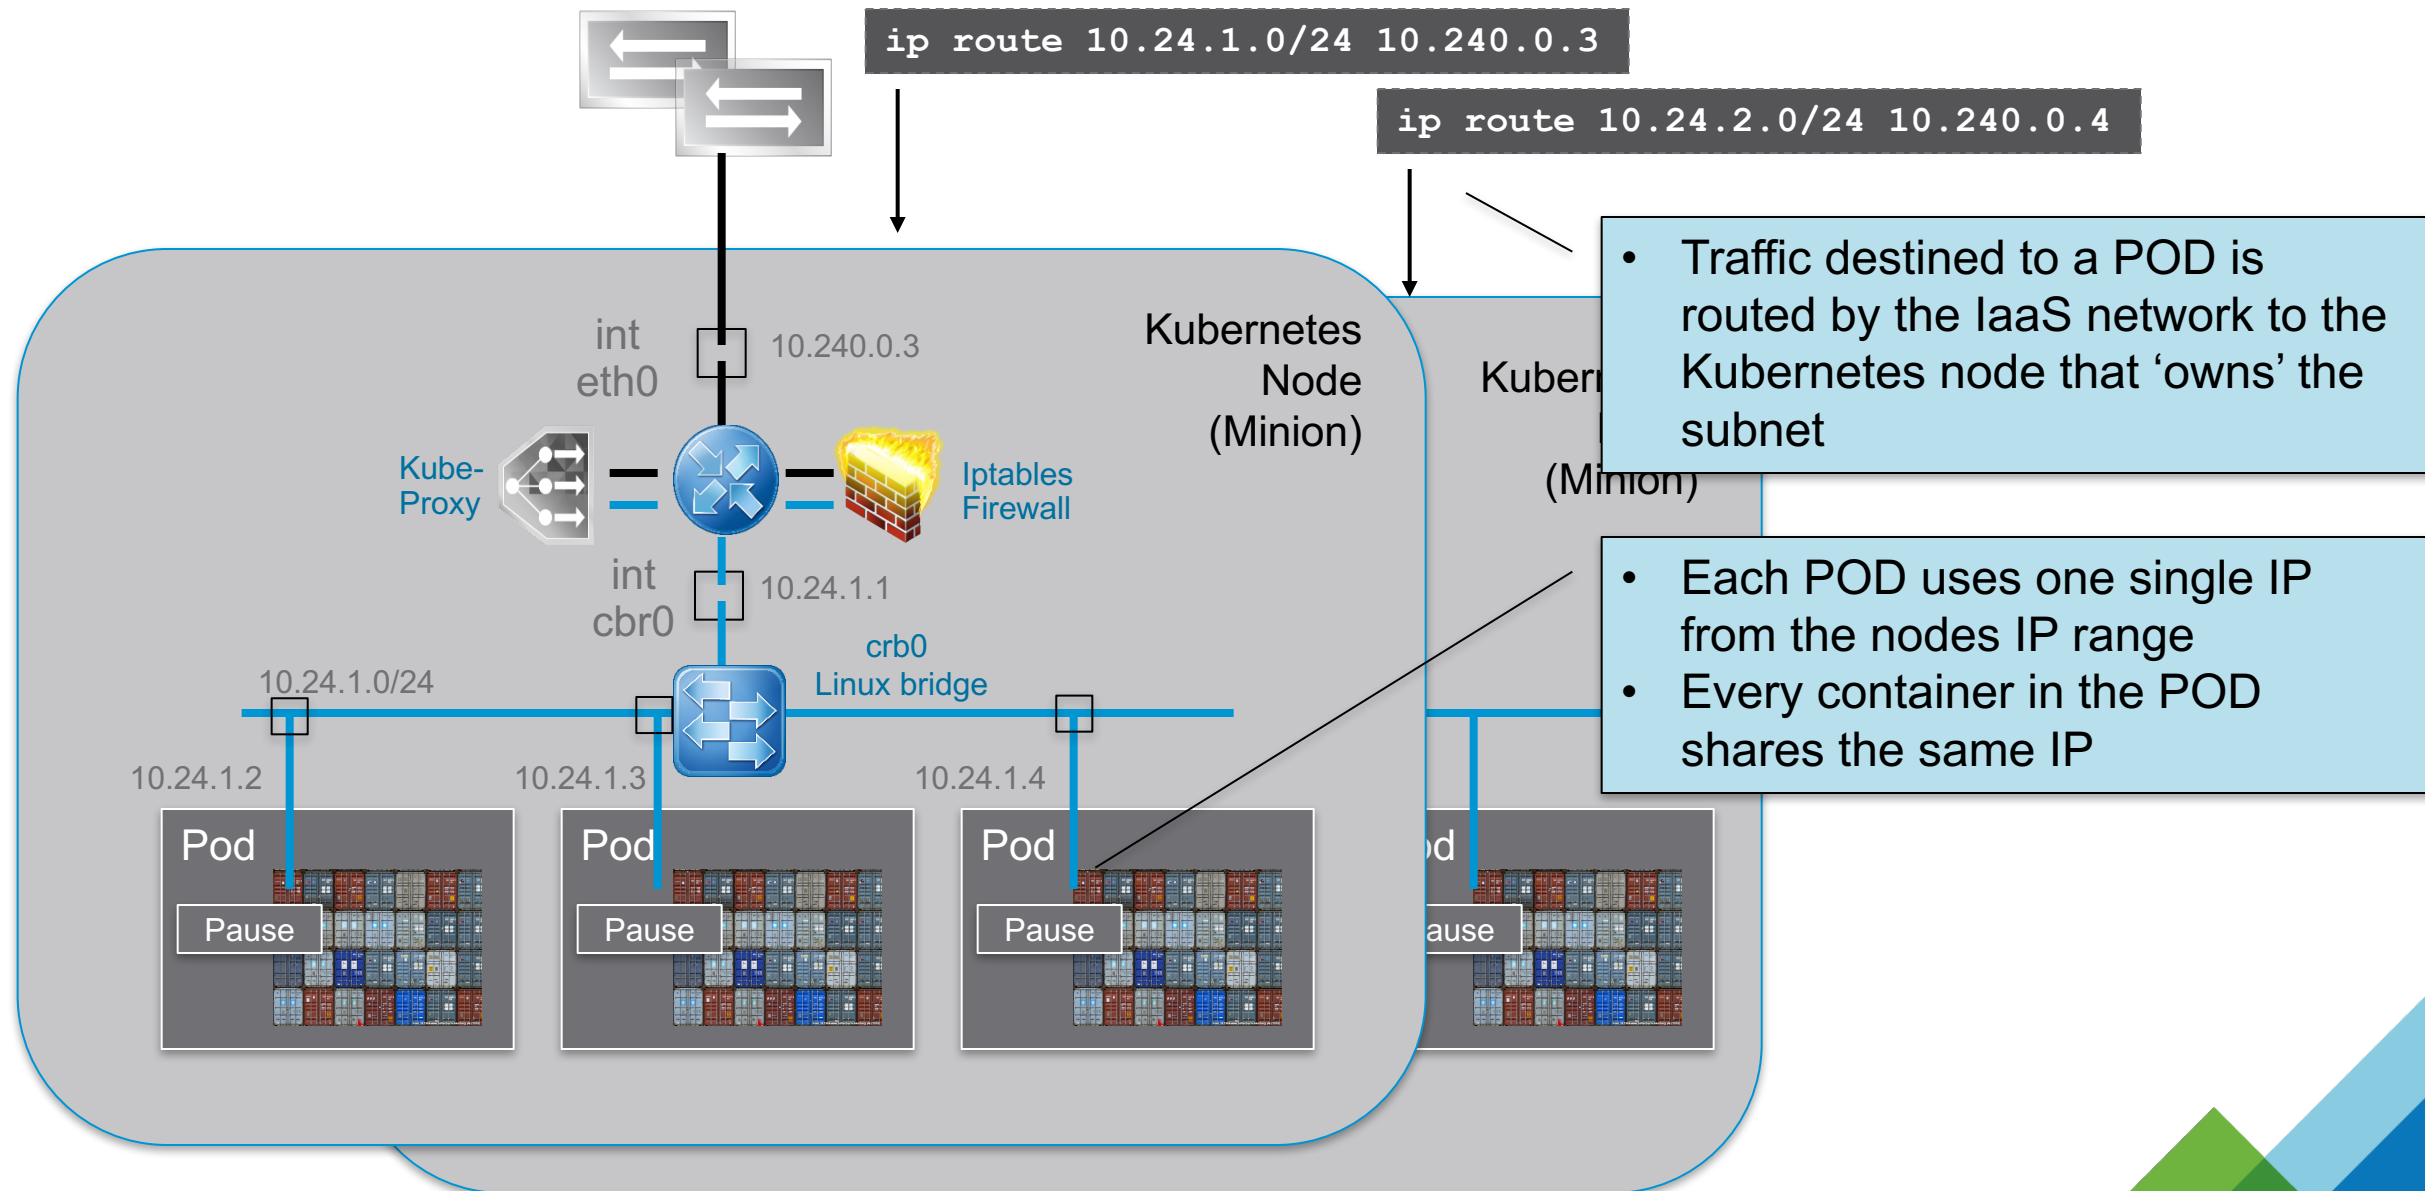 ip route 10.24.1.0/24 10.240.0.3
ip route 10.24.2.0/24 10.240.0.4
• Traffic destined to a POD is
routed by the IaaS network to the
Kubernetes node that ‘owns’ the
subnet
int
eth0
10.240.0.3
Kubernetes
Node
(Minion)
(Minion)
Kube-
Proxy
Iptables
Firewall
int
cbr0
10.24.1.1
crb0
Linux bridge
• Each POD uses one single IP
from the nodes IP range
• Every container in the POD
shares the same IP
10.24.1.0/24
10.24.1.2
10.24.1.3
10.24.1.4
Pod
Pod
Pod
Pause
Pause
Pause